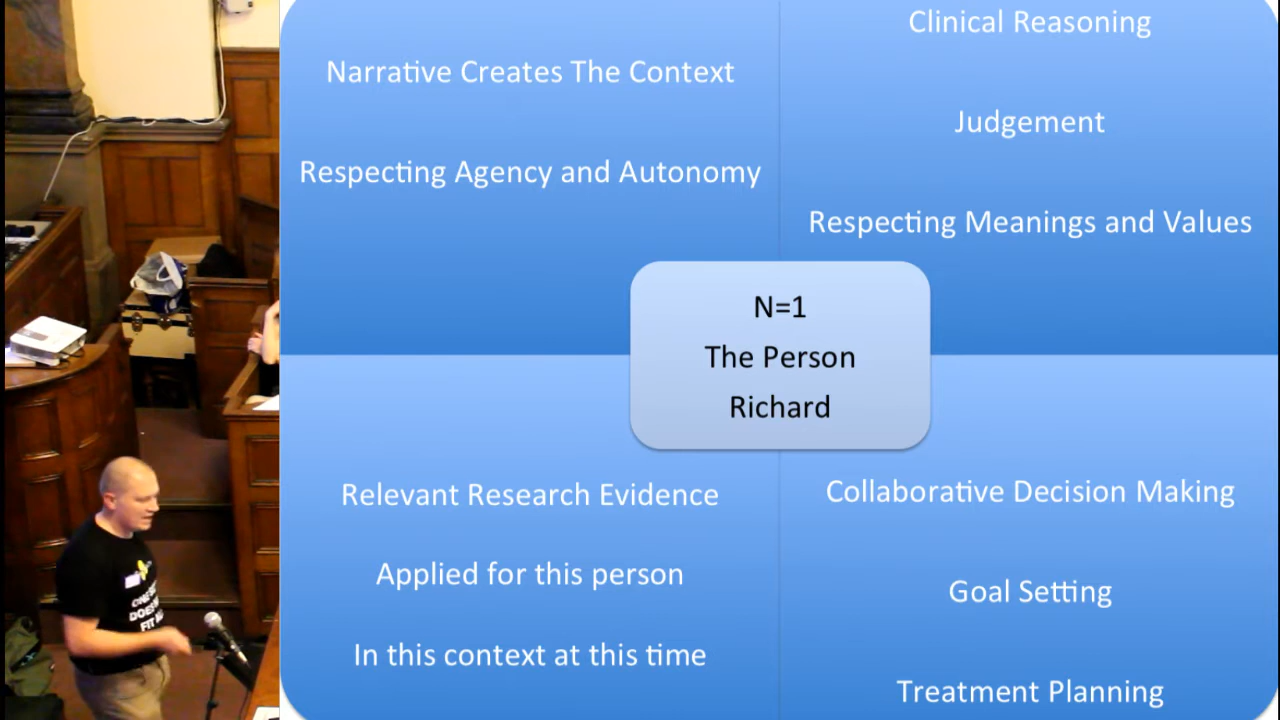 Narrative Creates The Context
Respecting Agency and Autonomy
Clinical Reasoning
Judgement
Respecting Meanings and Values
N=1
The Person
Richard
Relevant Research Evidence
Applied for this person
In this context at this time
Collaborative Decision Making
Goal Setting
Treatment Planning
DOES
FIT